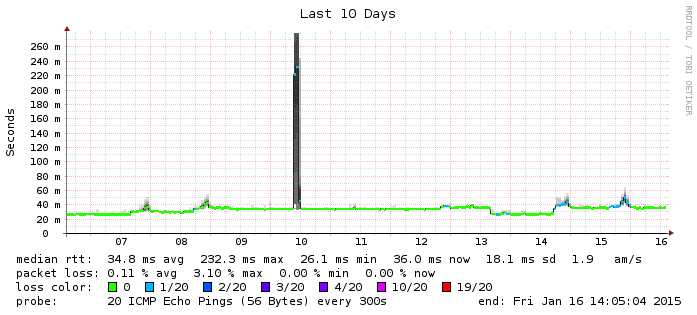 Last 10 Days
RRDTOOL / TOBI OETIKER
Seconds
260 m
240 m
220 m
200 m
180 m
160 m
140 m
120 m
100 m
80 m
60 m
40 m
20 m
0
07 08 09 10 11 12 13 14 15 16
median rtt: 34.8 ms avg 232.3 ms max 26.1 ms min 36.0 ms now 18.1 ms sd 1.9 am/s
packet loss: 0.11 % avg 3.10 % max 0.00 % min 0.00 % now
loss color: 0 1/20 2/20 3/20 4/20 10/20 19/20
probe: 20 ICMP Echo Pings (56 Bytes) every 300s end: Fri Jan 16 14:05:04 2015